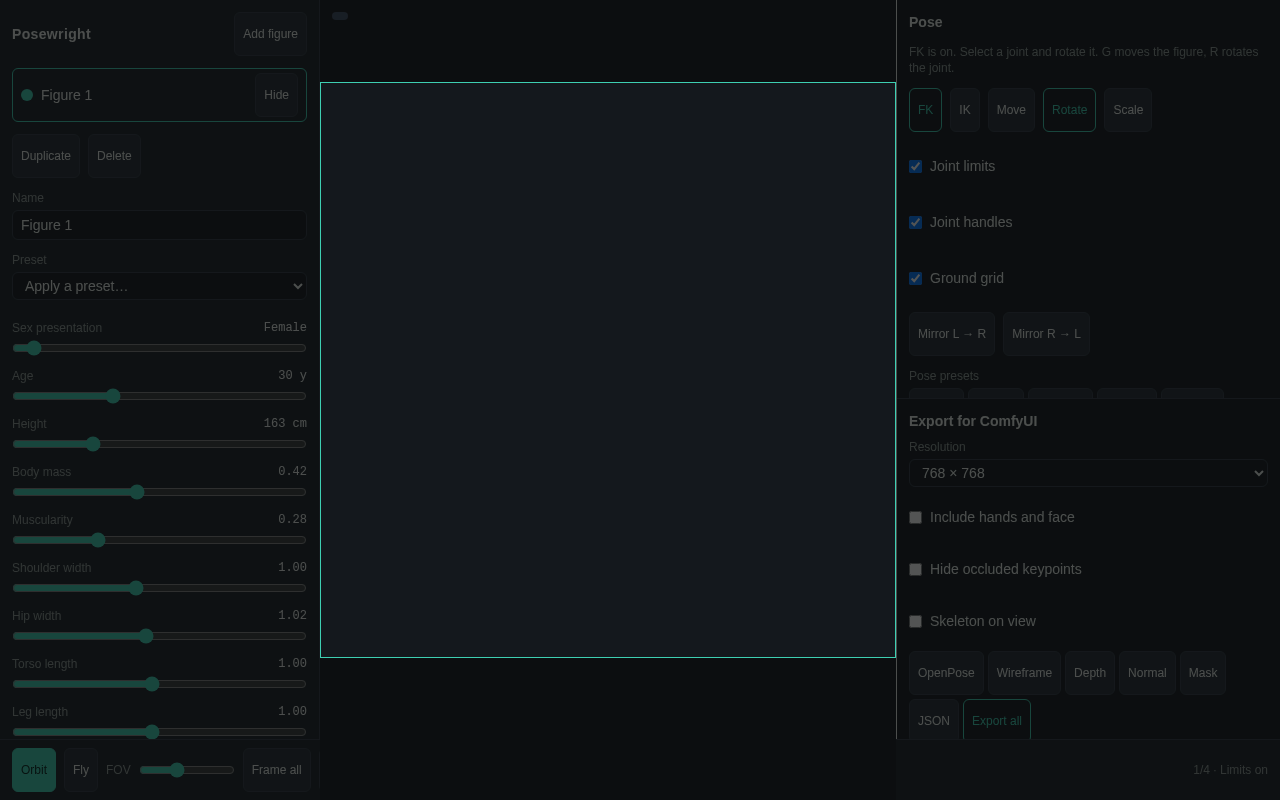 Posewright
Add figure
Figure 1
Hide
Duplicate
Delete
Name
Figure 1
Preset
Apply a preset…
Sex presentation
Female
Age
30 y
Height
163 cm
Body mass
0.42
Muscularity
0.28
Shoulder width
1.00
Hip width
1.02
Torso length
1.00
Leg length
1.00
Orbit
Fly
FOV
Frame all
Pose
FK is on. Select a joint and rotate it. G moves the figure, R rotates
the joint.
FK
IK
Move
Rotate
Scale
Joint limits
Joint handles
Ground grid
Mirror L → R
Mirror R → L
Pose presets
Export for ComfyUI
Resolution
768 × 768
Include hands and face
Hide occluded keypoints
Skeleton on view
OpenPose
Wireframe
Depth
Normal
Mask
JSON
Export all
1/4 · Limits on